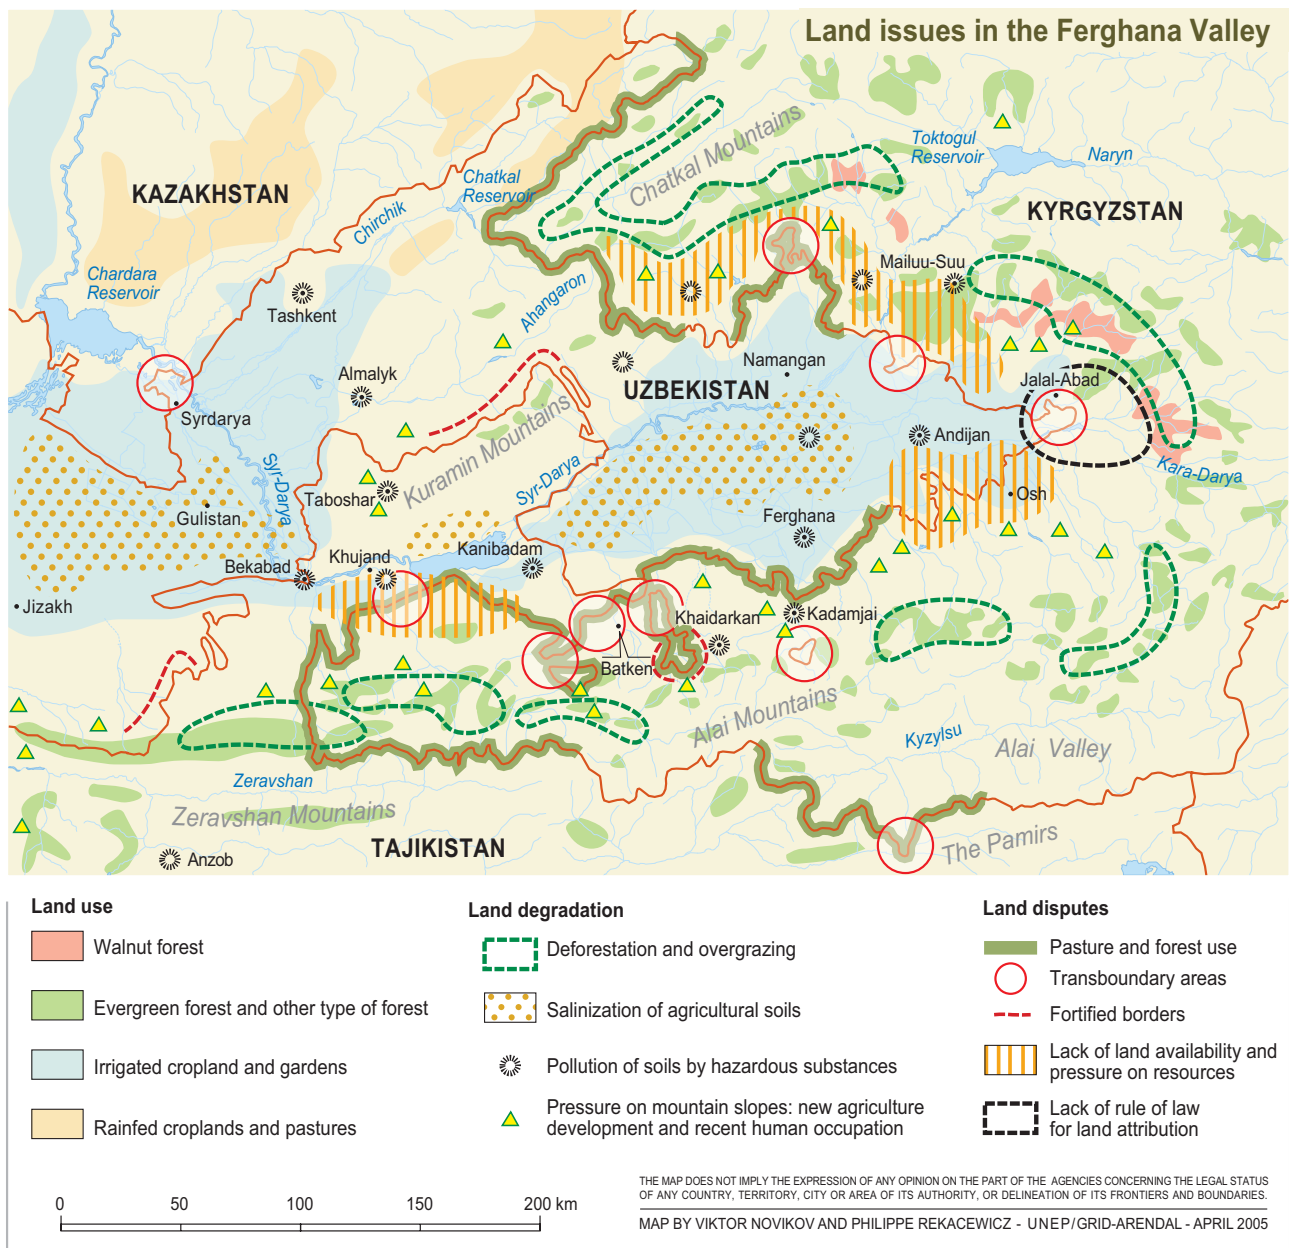 Land issues in the Ferghana Valley
KAZAKHSTAN
Chatkal Mountains
Toktogul
Reservoir
Naryn
Chatkal
Reservoir
KYRGYZSTAN
Chirchik
Chardara
Reservoir
Mailuu-Suu
Ahangaron
Tashkent
Namangan
Almalyk
UZBEKISTAN
Jalal-Abad
Syrdarya
Kuramin Mountains
Andijan
Syr-Darya
Syr-Darya
Kara-Darya
Taboshar
Osh
Gulistan
Ferghana
Kanibadam
Khujand
Bekabad
Jizakh
Khaidarkan
Kadamjai
Batken
Alai Mountains
Kyzylsu
Alai Valley
Zeravshan
Zeravshan Mountains
The Pamirs
TAJIKISTAN
Anzob
Land use
Walnut forest
Evergreen forest and other type of forest
Irrigated cropland and gardens
Rainfed croplands and pastures
Land degradation
Deforestation and overgrazing
Salinization of agricultural soils
Pollution of soils by hazardous substances
Pressure on mountain slopes: new agriculture
development and recent human occupation
Land disputes
Pasture and forest use
Transboundary areas
Fortified borders
Lack of land availability and
pressure on resources
Lack of rule of law
for land attribution
0 50 100 150 200 km
THE MAP DOES NOT IMPLY THE EXPRESSION OF ANY OPINION ON THE PART OF THE AGENCIES CONCERNING THE LEGAL STATUS
OF ANY COUNTRY, TERRITORY, CITY OR AREA OF ITS AUTHORITY, OR DELINEATION OF ITS FRONTIERS AND BOUNDARIES.
MAP BY VIKTOR NOVIKOV AND PHILIPPE REKACEWICZ - UNEP/GRID-ARENDAL - APRIL 2005